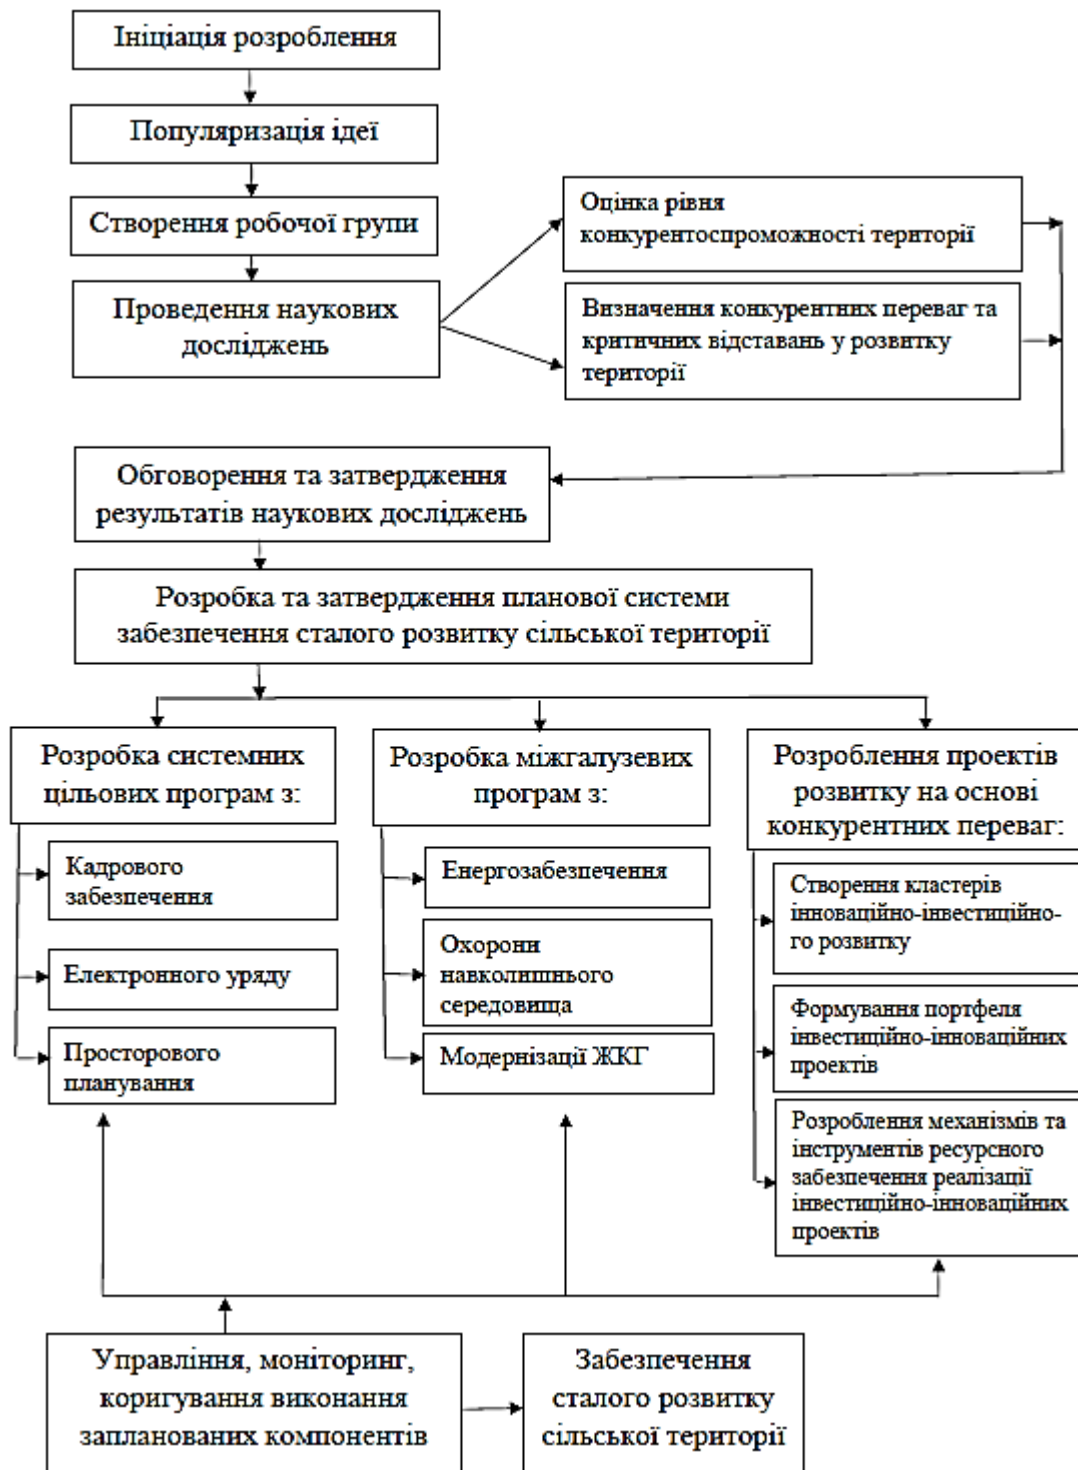 Ініціація розроблення
Популяризація ідеї
Створення робочої групи
Проведення наукових
досліджень
Оцінка рівня
конкурентоспроможності території
Визначення конкурентних переваг та
критичних відставань у розвитку
території
Обговорення та затвердження
результатів наукових досліджень
Розробка та затвердження планової системи
забезпечення сталого розвитку сільської території
Розробка системних
цільових програм з:
Кадрового
забезпечення
Електронного уряду
Просторового
планування
Розробка міжгалузевих
програм з:
Енергозабезпечення
Охорони
навколишнього
середовища
Модернізації ЖКГ
Розроблення проектів
розвитку на основі
конкурентних переваг:
Створення кластерів
інноваційно-інвестиційно-
го розвитку
Формування портфеля
інвестиційно-інноваційних
проектів
Розроблення механізмів та
інструментів ресурсного
забезпечення реалізації
інвестиційно-інноваційних
проектів
Управління, моніторинг,
коригування виконання
запланованих компонентів
Забезпечення
сталого розвитку
сільської території